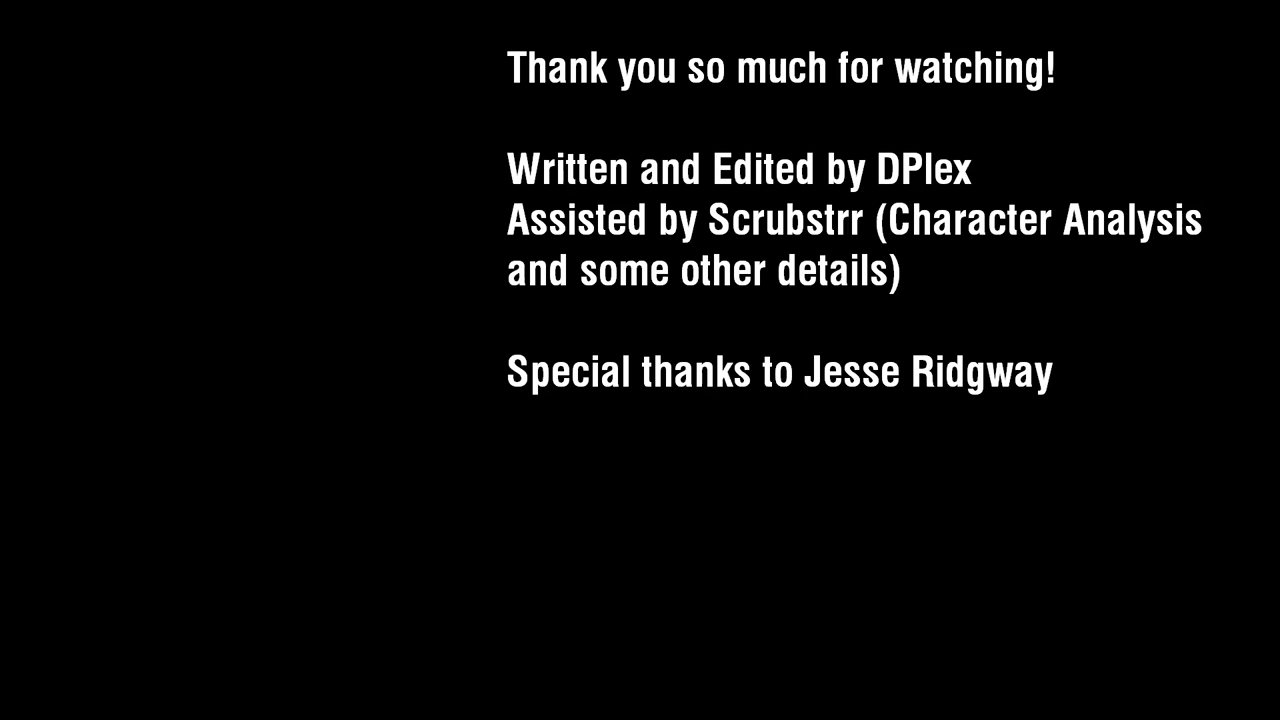 Thank you so much for watching!
Written and Edited by DPlex
Assisted by Scrubstrr (Character Analysis
and some other details)
Special thanks to Jesse Ridgway